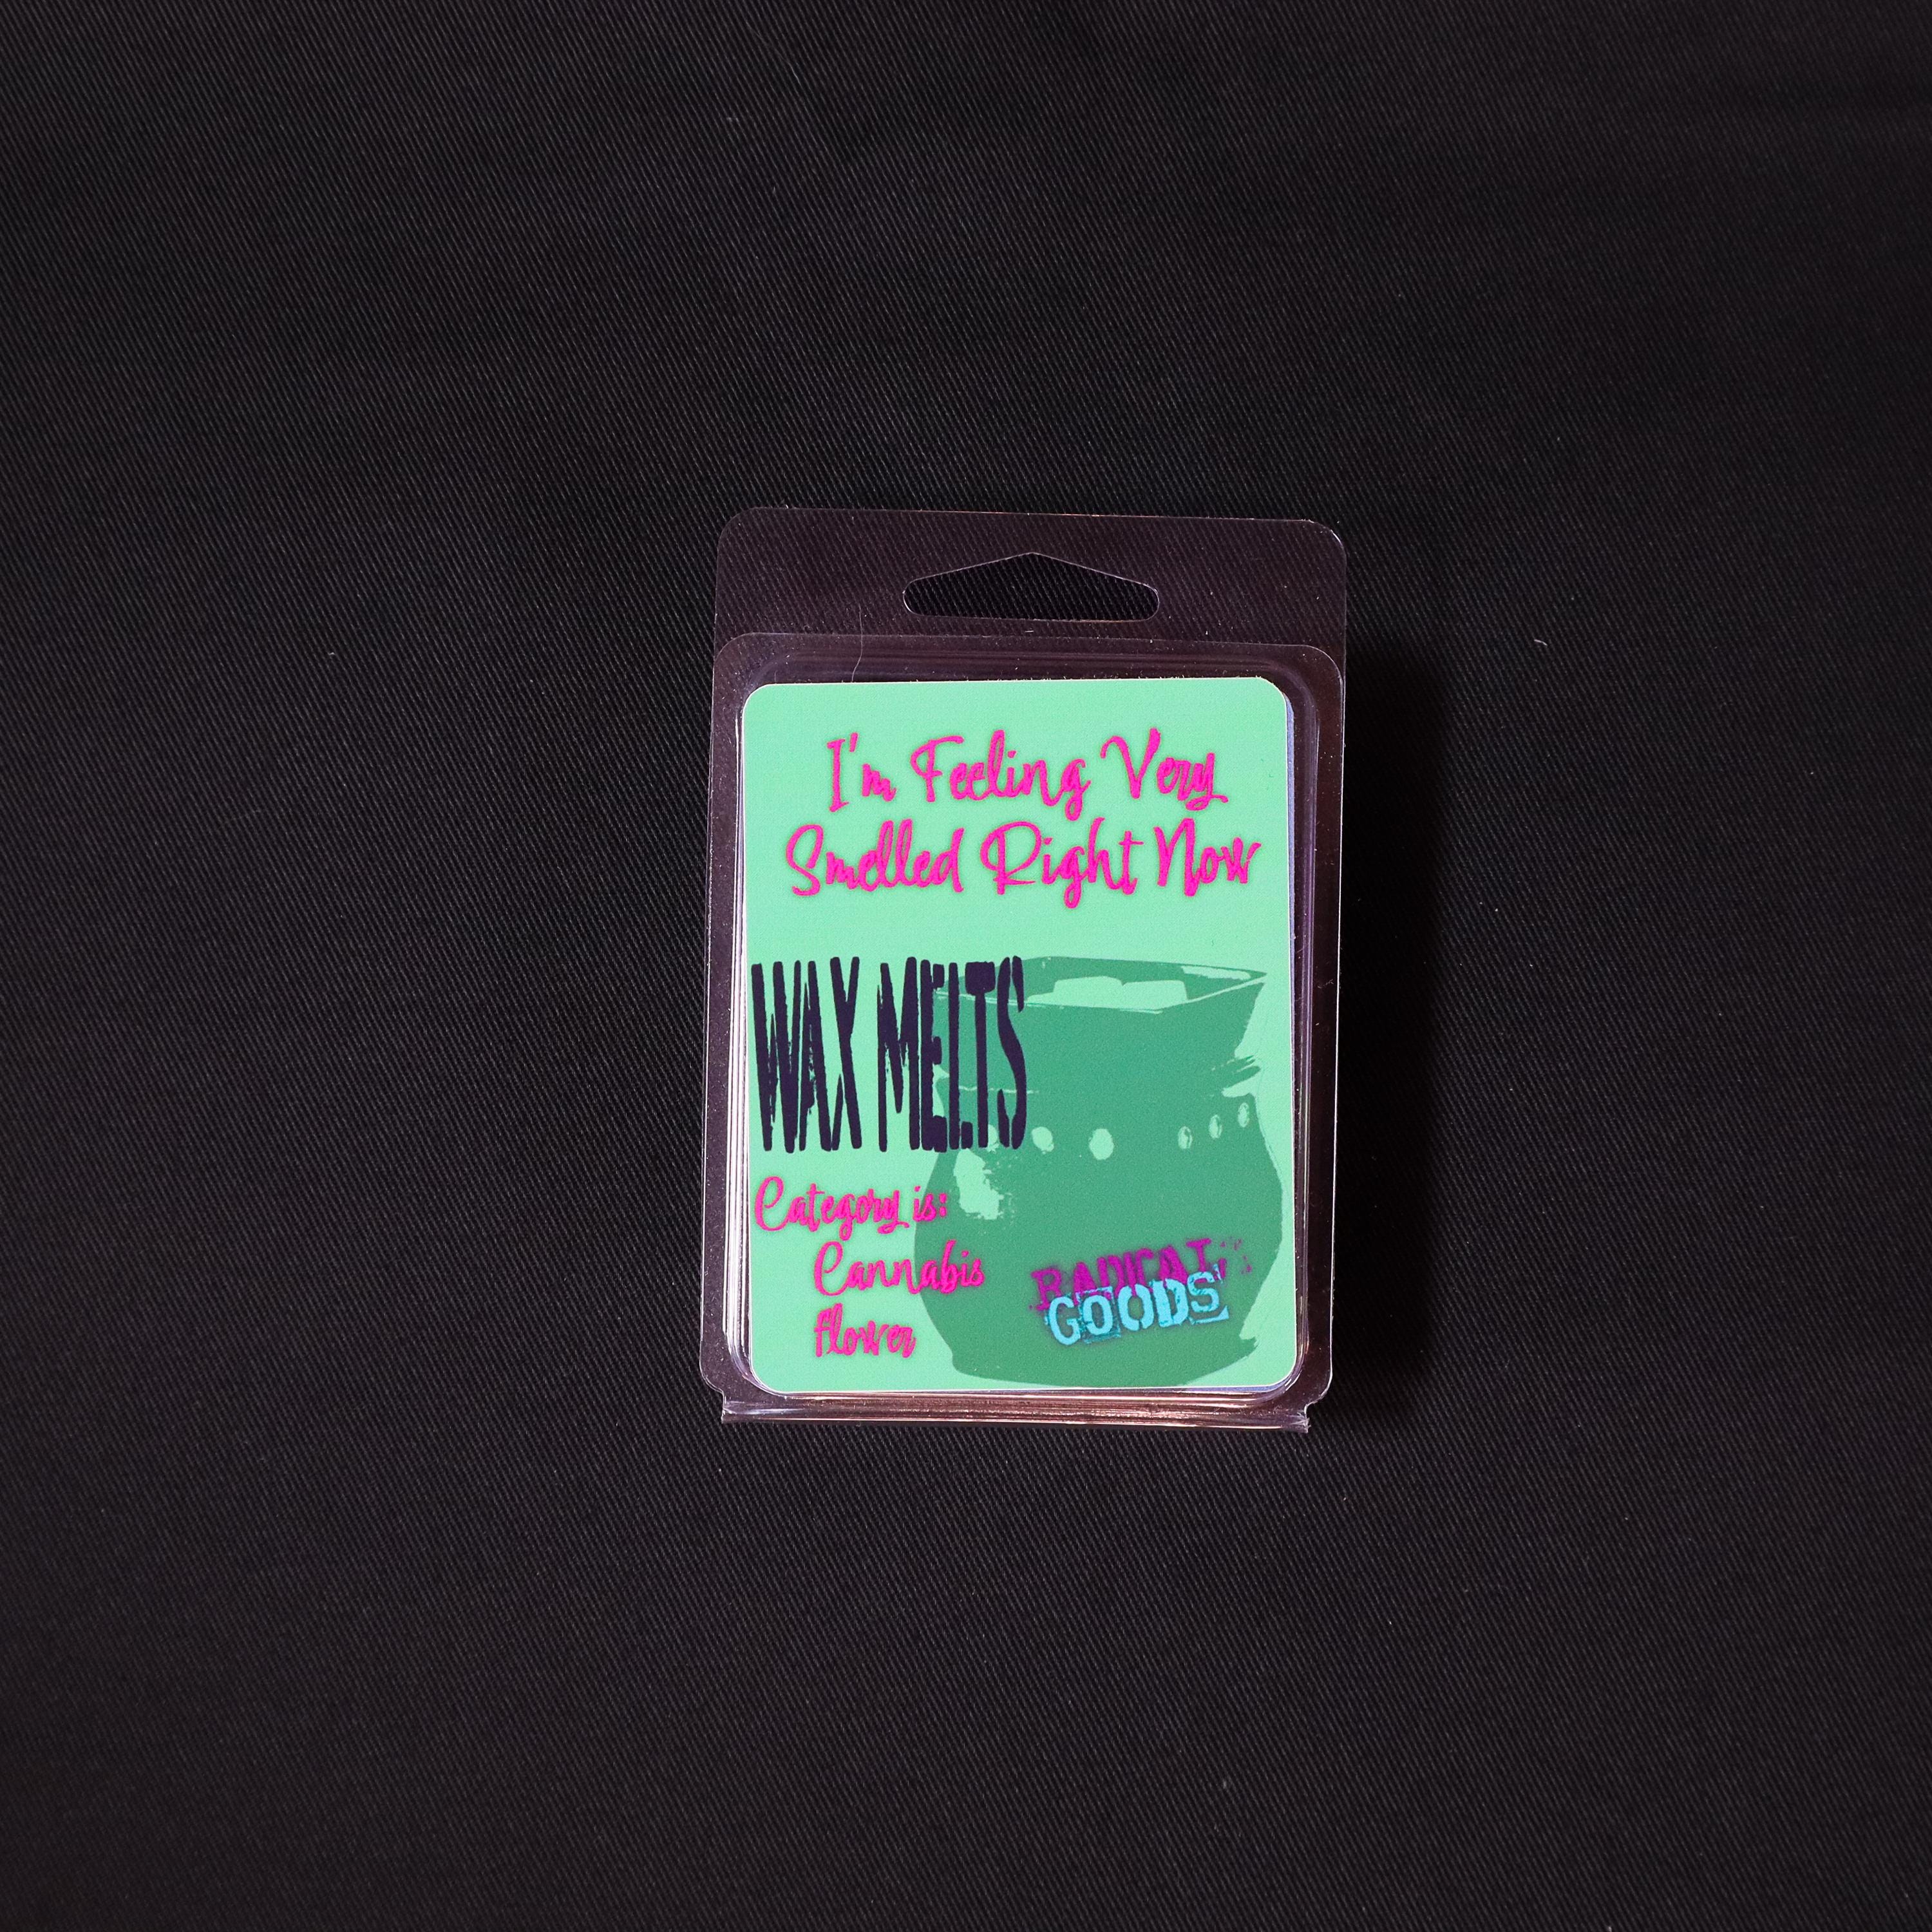 I'm Feeling Very
Smelled Right Now
WAX MELTS
Category is:
Cannabis
flower
RADICAL
GOODS